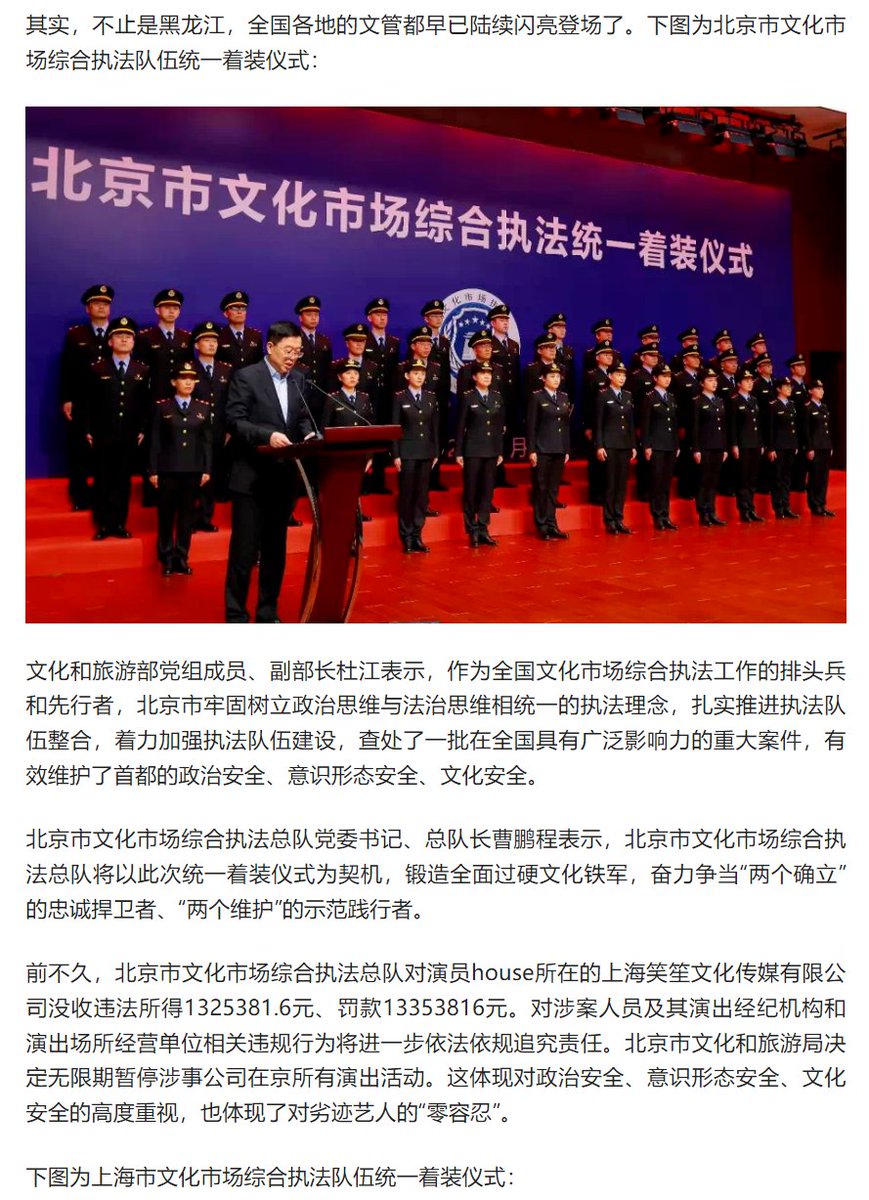 其实，不止是黑龙江，全国各地的文管都早已陆续闪亮登场了。下图为北京市文化市
场综合执法队伍统一着装仪式：
北京市文化市场综合执法统一着装仪式
文化市场执
月
文化和旅游部党组成员、副部长杜江表示，作为全国文化市场综合执法工作的排头兵
和先行者，北京市牢固树立政治思维与法治思维相统一的执法理念，扎实推进执法队
伍整合，着力加强执法队伍建设，查处了一批在全国具有广泛影响力的重大案件，有
效维护了首都的政治安全、意识形态安全、文化安全。
北京市文化市场综合执法总队党委书记、总队长曹鹏程表示，北京市文化市场综合执
法总队将以此次统一着装仪式为契机，锻造全面过硬文化铁军，奋力争当“两个确立”
的忠诚捍卫者、“两个维护”的示范践行者。
前不久，北京市文化市场综合执法总队对演员house所在的上海笑笙文化传媒有限公
司没收违法所得1325381.6元、罚款13353816元。对涉案人员及其演出经纪机构和
演出场所经营单位相关违规行为将进一步依法依规追究责任。北京市文化和旅游局决
定无限期暂停涉事公司在京所有演出活动。这体现对政治安全、意识形态安全、文化
安全的高度重视，也体现了对劣迹艺人的“零容忍”。
下图为上海市文化市场综合执法队伍统一着装仪式：